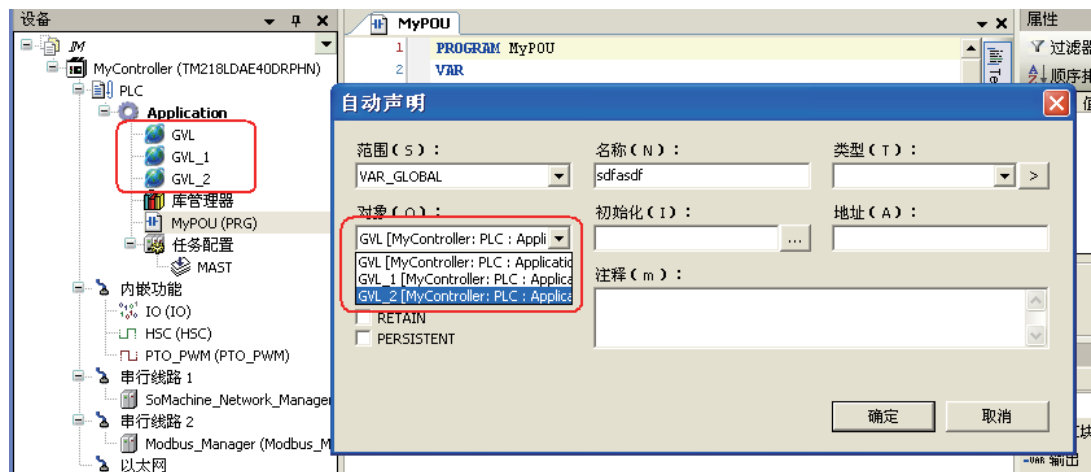 设备
JM
MyController (TM218LDAE40DRPHN)
PLC
Application
GVL
GVL_1
GVL_2
库管理器
MyPOU (PRG)
任务配置
MAST
内嵌功能
IO (IO)
HSC (HSC)
PTO_PWM (PTO_PWM)
串行线路 1
SoMachine_Network_Manager
串行线路 2
Modbus_Manager (Modbus_M
以太网
MyPOU
1 PROGRAM MyPOU
2 VAR
属性
过滤器
顺序排
自动声明
范围(S): 名称(N): 类型(T):
VAR_GLOBAL sdfasdf >
对象(O): 初始化(I): 地址(A):
GVL [MyController: PLC : Appli ...
GVL [MyController: PLC : Applicatio
GVL_1 [MyController: PLC : Applica
GVL_2 [MyController: PLC : Applica
注释(m):
RETAIN
PERSISTENT
确定 取消
-VAR 输出